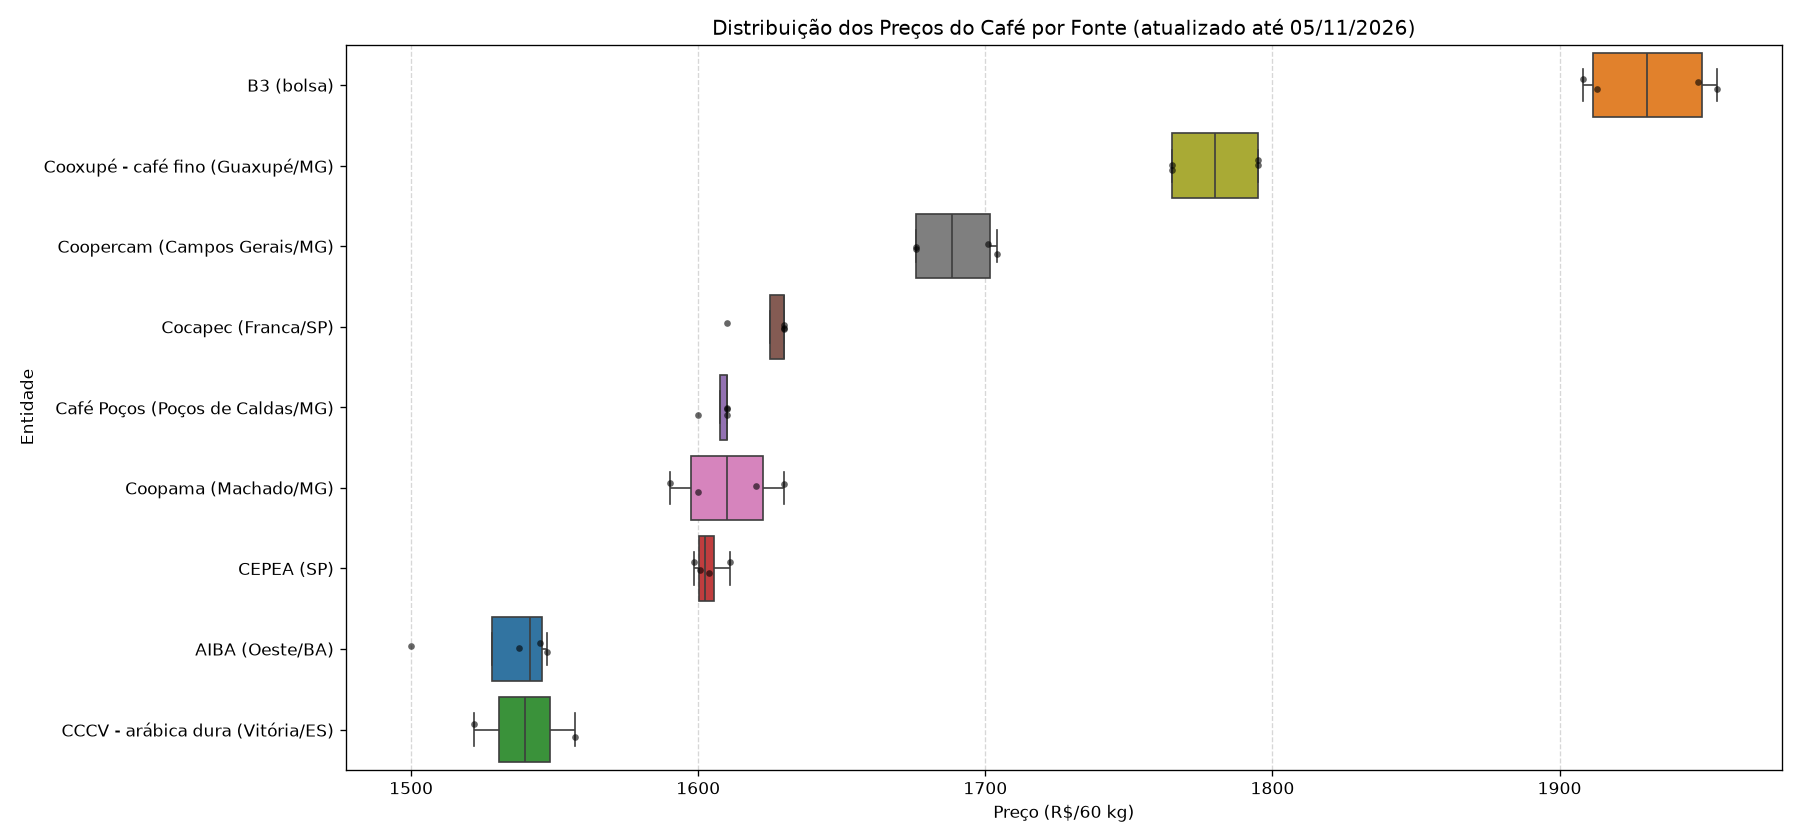 Distribuição dos Preços do Café por Fonte (atualizado até 05/11/2026)
Entidade
B3 (bolsa)
Cooxupé - café fino (Guaxupé/MG)
Coopercam (Campos Gerais/MG)
Cocapec (Franca/SP)
Café Poços (Poços de Caldas/MG)
Coopama (Machado/MG)
CEPEA (SP)
AIBA (Oeste/BA)
CCCV - arábica dura (Vitória/ES)
1500 1600 1700 1800 1900
Preço (R$/60 kg)